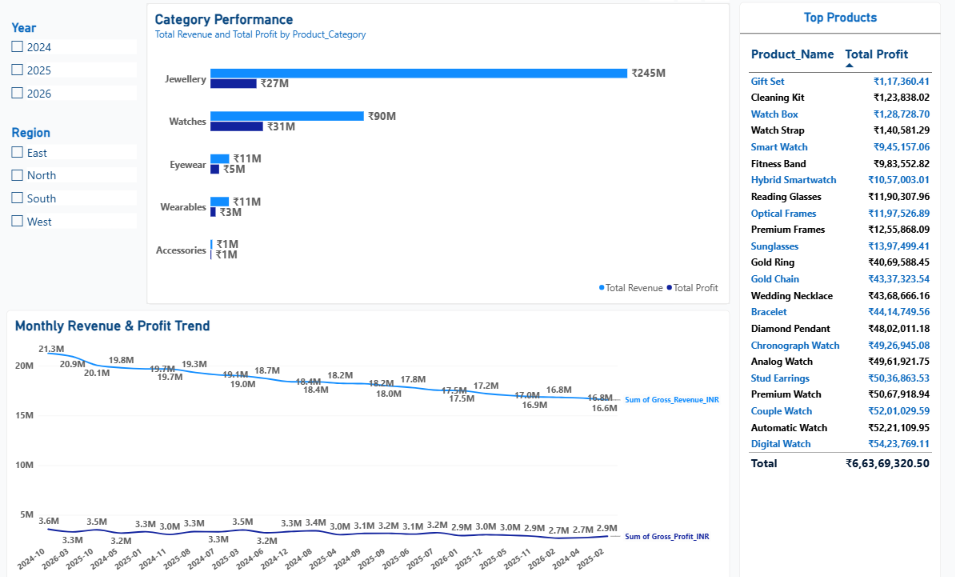 Year
2024
2025
2026
Region
East
North
South
West
Category Performance
Total Revenue and Total Profit by Product_Category
Jewellery ₹245M ₹27M
Watches ₹90M ₹31M
Eyewear ₹11M ₹5M
Wearables ₹11M ₹3M
Accessories ₹1M ₹1M
Total Revenue Total Profit
Monthly Revenue & Profit Trend
20M
15M
10M
5M
21.3M 20.9M 20.1M 19.8M 19.7M 19.7M 19.3M 19.1M 19.0M 18.7M 18.4M 18.4M 18.2M 18.2M 18.0M 17.8M 17.5M 17.5M 17.2M 17.0M 16.9M 16.8M 16.8M 16.6M
Sum of Gross_Revenue_INR
3.6M 3.3M 3.5M 3.2M 3.3M 3.0M 3.3M 3.3M 3.5M 3.2M 3.3M 3.4M 3.0M 3.1M 3.2M 3.1M 3.2M 2.9M 3.0M 3.0M 2.9M 2.7M 2.7M 2.9M
Sum of Gross_Profit_INR
2024-10 2026-03 2025-10 2024-05 2025-01 2024-11 2025-08 2024-07 2025-03 2024-06 2024-12 2024-08 2025-04 2024-09 2025-09 2025-06 2025-07 2026-01 2025-12 2025-05 2025-11 2026-02 2024-04 2025-02
Top Products
Product_Name Total Profit
Gift Set ₹1,17,360.41
Cleaning Kit ₹1,23,838.02
Watch Box ₹1,28,728.70
Watch Strap ₹1,40,581.29
Smart Watch ₹9,45,157.06
Fitness Band ₹9,83,552.82
Hybrid Smartwatch ₹10,57,003.01
Reading Glasses ₹11,90,307.96
Optical Frames ₹11,97,526.89
Premium Frames ₹12,55,868.09
Sunglasses ₹13,97,499.41
Gold Ring ₹40,69,588.45
Gold Chain ₹43,37,323.54
Wedding Necklace ₹43,68,666.16
Bracelet ₹44,14,749.56
Diamond Pendant ₹48,02,011.18
Chronograph Watch ₹49,26,945.08
Analog Watch ₹49,61,921.75
Stud Earrings ₹50,36,863.53
Premium Watch ₹50,67,918.94
Couple Watch ₹52,01,029.59
Automatic Watch ₹52,21,109.95
Digital Watch ₹54,23,769.11
Total ₹6,63,69,320.50